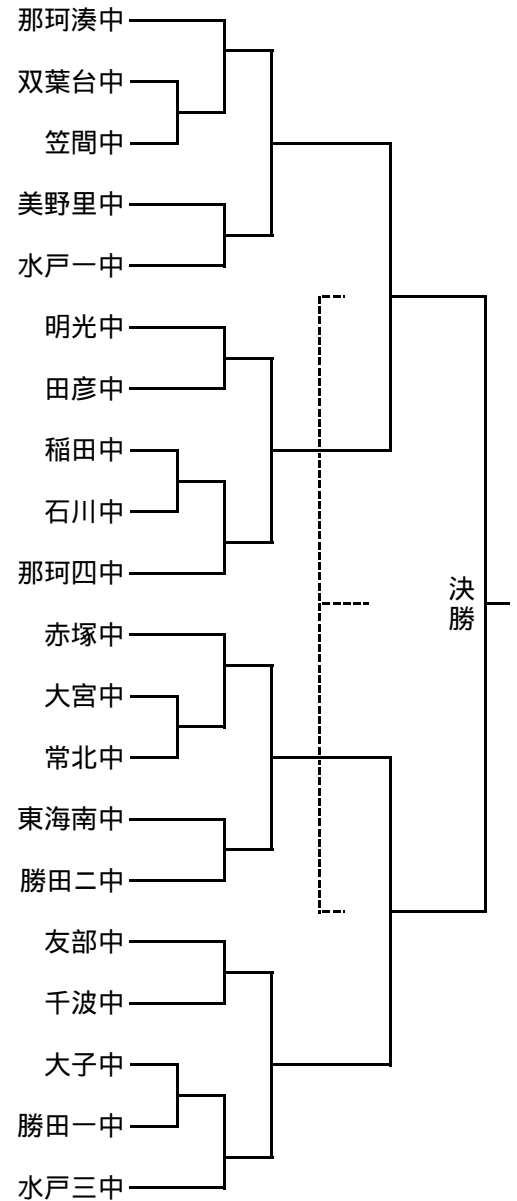 那珂湊中
双葉台中
笠間中
美野里中
水戸一中
明光中
田彦中
稲田中
石川中
那珂四中
決勝
赤塚中
大宮中
常北中
東海南中
勝田二中
友部中
千波中
大子中
勝田一中
水戸三中